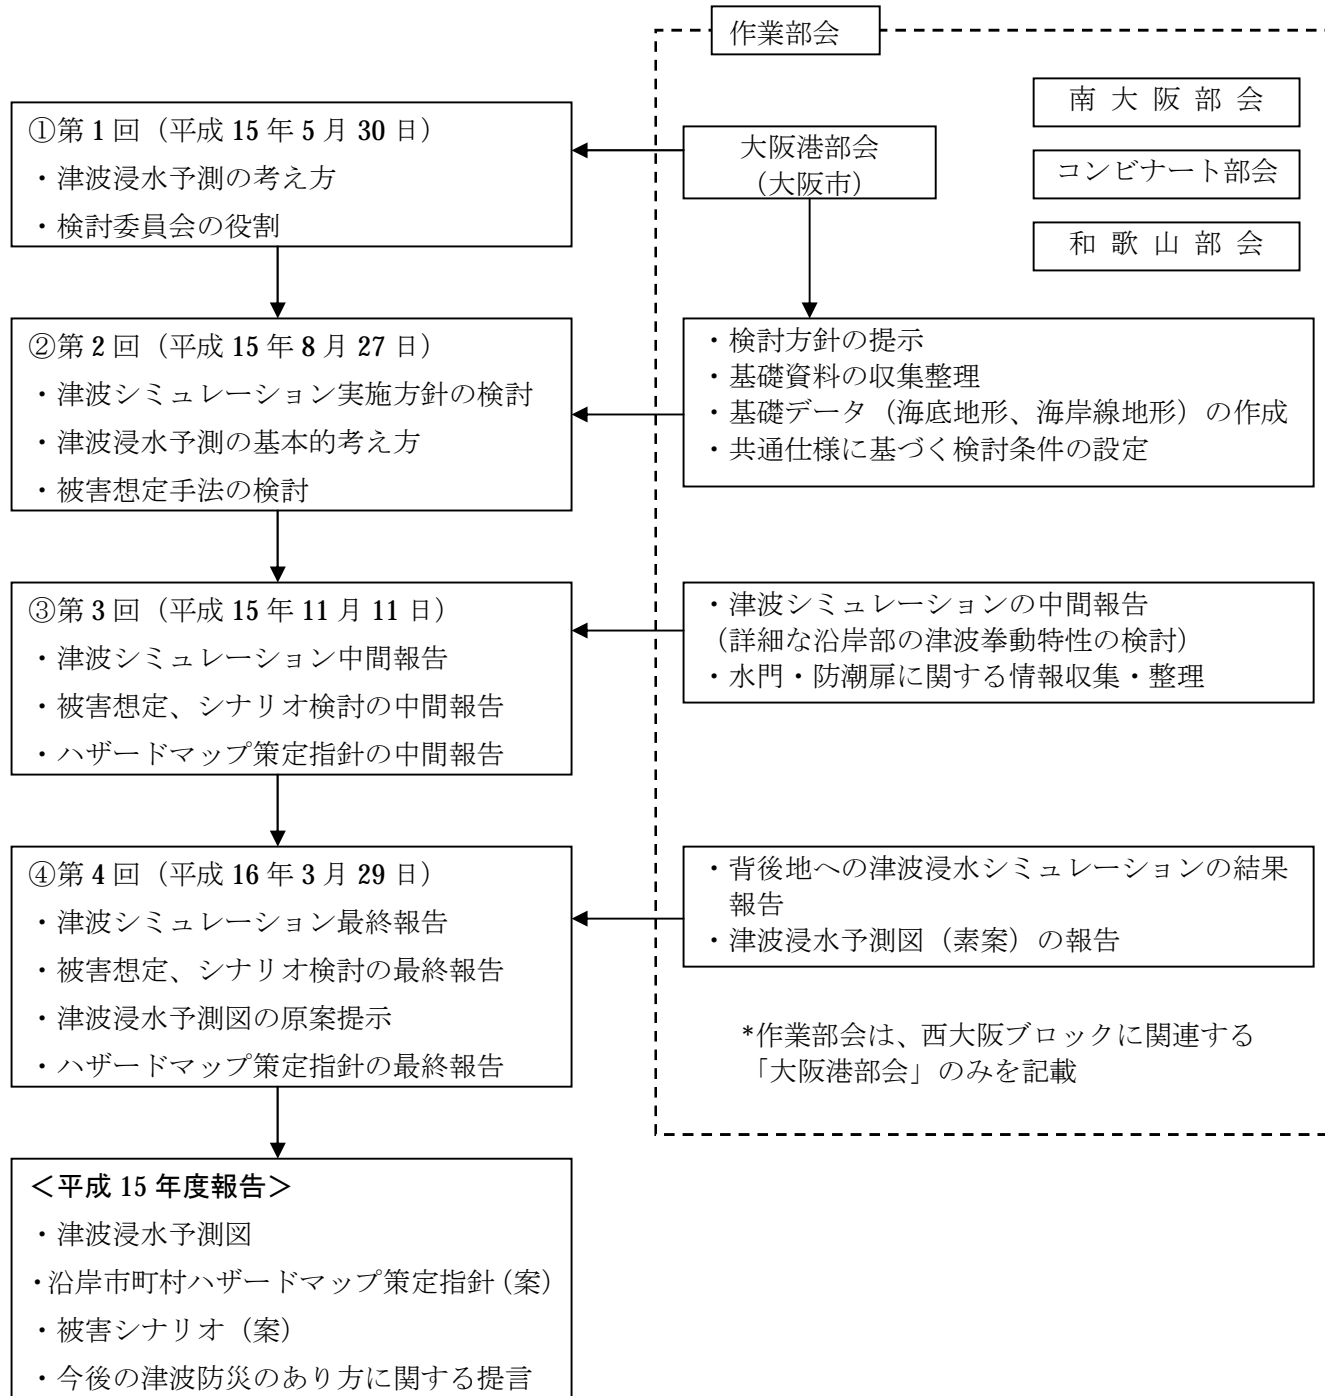 作業部会
南大阪部会
コンビナート部会
和歌山部会
①第1回（平成15年5月30日）
・津波浸水予測の考え方
・検討委員会の役割
大阪港部会
（大阪市）
②第2回（平成15年8月27日）
・津波シミュレーション実施方針の検討
・津波浸水予測の基本的考え方
・被害想定手法の検討
・検討方針の提示
・基礎資料の収集整理
・基礎データ（海底地形、海岸線地形）の作成
・共通仕様に基づく検討条件の設定
③第3回（平成15年11月11日）
・津波シミュレーション中間報告
・被害想定、シナリオ検討の中間報告
・ハザードマップ策定指針の中間報告
・津波シミュレーションの中間報告
（詳細な沿岸部の津波挙動特性の検討）
・水門・防潮扉に関する情報収集・整理
④第4回（平成16年3月29日）
・津波シミュレーション最終報告
・被害想定、シナリオ検討の最終報告
・津波浸水予測図の原案提示
・ハザードマップ策定指針の最終報告
・背後地への津波浸水シミュレーションの結果
報告
・津波浸水予測図（素案）の報告
*作業部会は、西大阪ブロックに関連する
「大阪港部会」のみを記載
＜平成15年度報告＞
・津波浸水予測図
・沿岸市町村ハザードマップ策定指針（案）
・被害シナリオ（案）
・今後の津波防災のあり方に関する提言